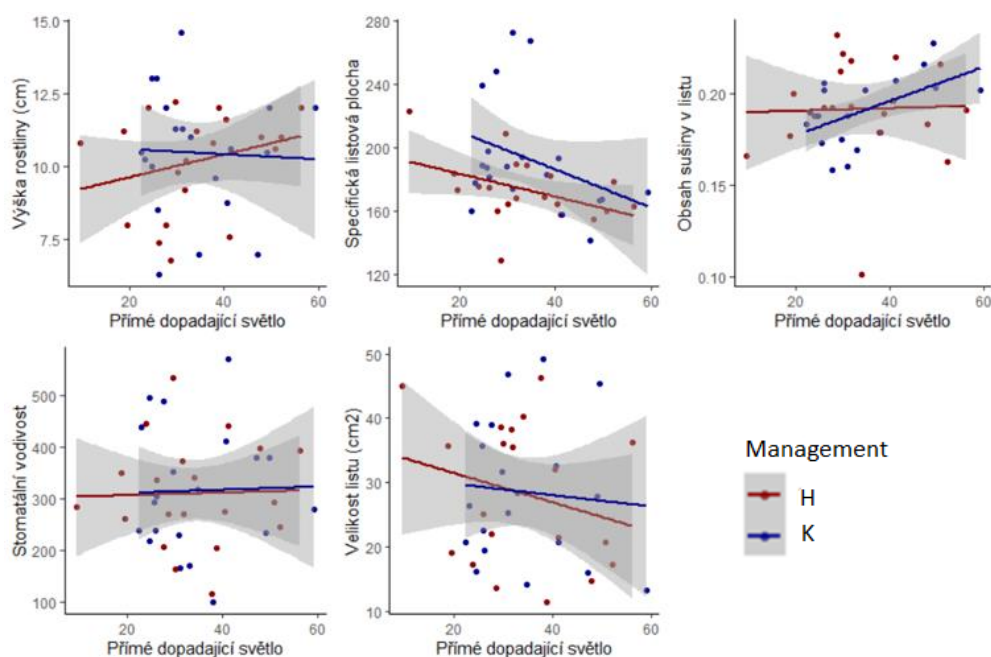 Výška rostliny (cm)
15.0
12.5
10.0
7.5
20
40
60
Přímé dopadající světlo
Specifická listová plocha
280
240
200
160
120
20
40
60
Přímé dopadající světlo
Obsah sušiny v listu
0.20
0.15
0.10
20
40
60
Přímé dopadající světlo
Stomatální vodivost
500
400
300
200
100
20
40
60
Přímé dopadající světlo
Velikost listu (cm2)
50
40
30
20
10
20
40
60
Přímé dopadající světlo
Management
H
K